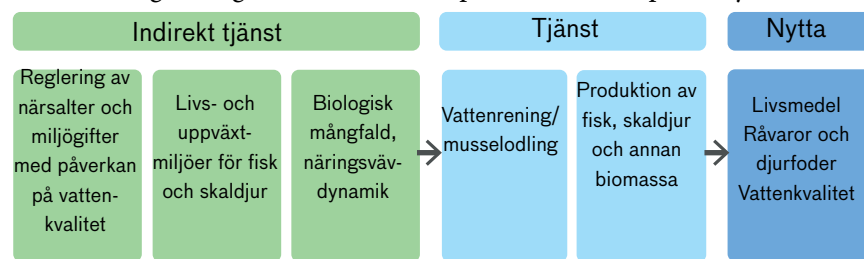 Indirekt tjänst
Tjänst
Nytta
Reglering av
närsalter och
miljögifter
med påverkan
på vatten-
kvalitet
Livs- och
uppväxt-
miljöer för fisk
och skaldjur
Biologisk
mångfald,
näringsväv-
dynamik
Vattenrening/
musselodling
Produktion av
fisk, skaldjur
och annan
biomassa
Livsmedel
Råvaror och
djurfoder
Vattenkvalitet